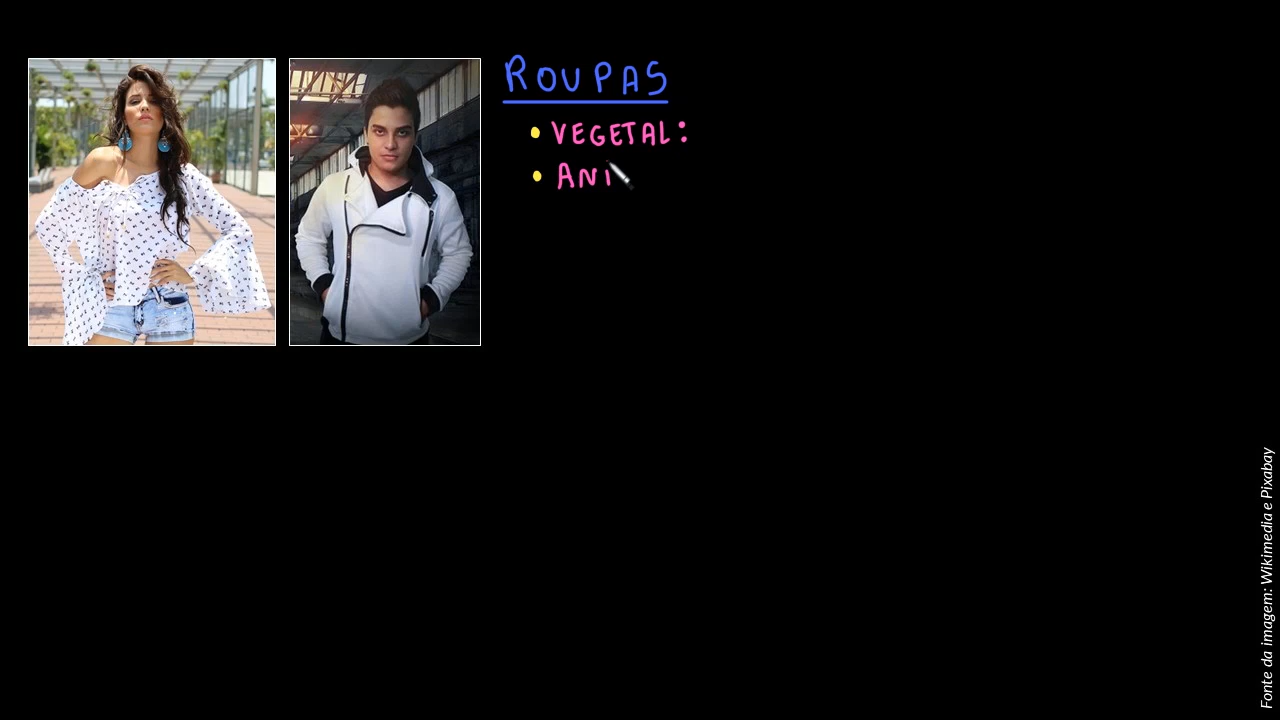 ROUPAS
• VEGETAL:
• ANI
Fonte da imagem: Wikimedia e Pixabay